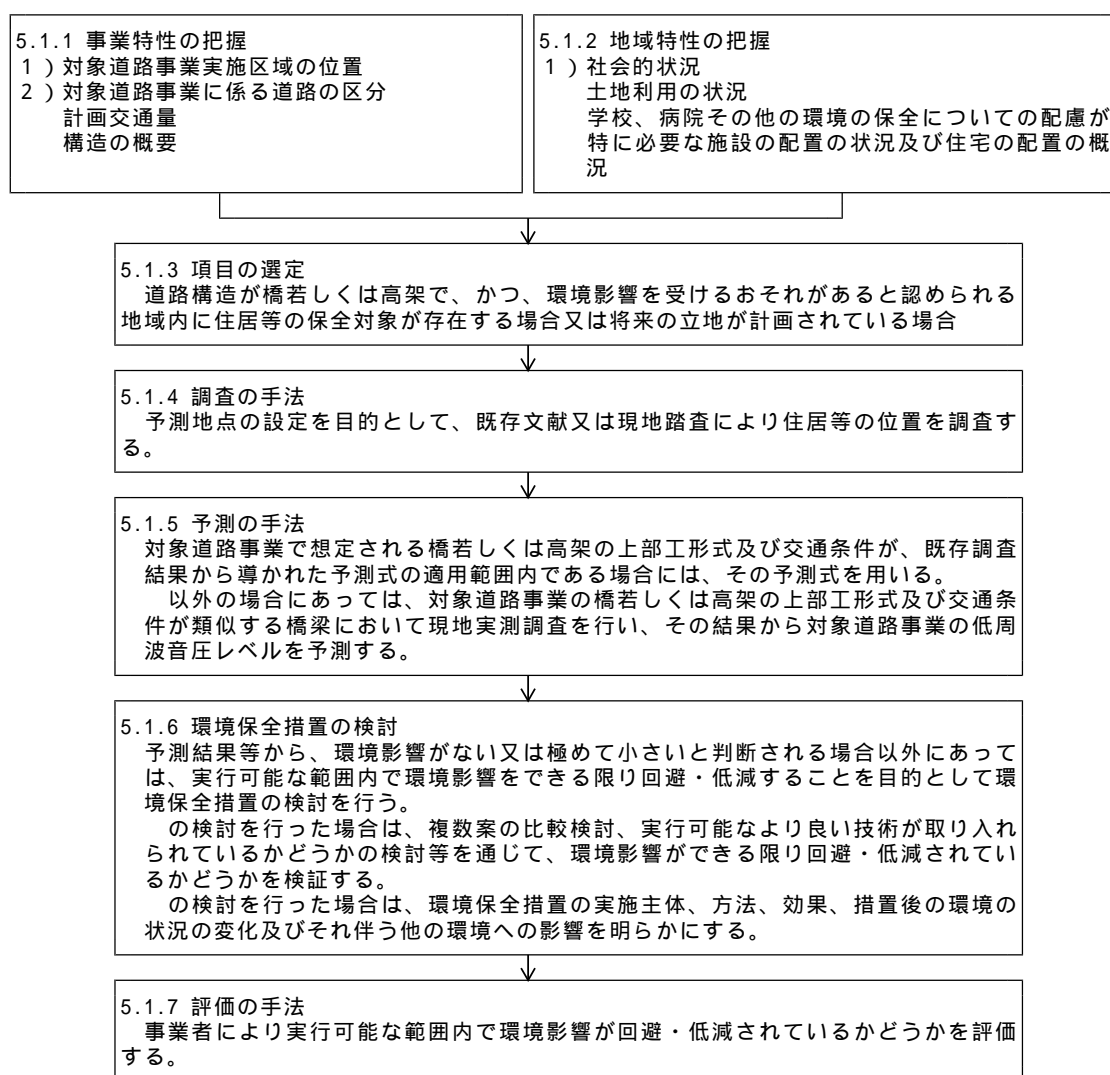 5.1.1 事業特性の把握
1)対象道路事業実施区域の位置
2)対象道路事業に係る道路の区分
計画交通量
構造の概要
5.1.2 地域特性の把握
1)社会的状況
土地利用の状況
学校、病院その他の環境の保全についての配慮が
特に必要な施設の配置の状況及び住宅の配置の概
況
5.1.3 項目の選定
道路構造が橋若しくは高架で、かつ、環境影響を受けるおそれがあると認められる
地域内に住居等の保全対象が存在する場合又は将来の立地が計画されている場合
5.1.4 調査の手法
予測地点の設定を目的として、既存文献又は現地踏査により住居等の位置を調査す
る。
5.1.5 予測の手法
対象道路事業で想定される橋若しくは高架の上部工形式及び交通条件が、既存調査
結果から導かれた予測式の適用範囲内である場合には、その予測式を用いる。
以外の場合にあっては、対象道路事業の橋若しくは高架の上部工形式及び交通条
件が類似する橋梁において現地実測調査を行い、その結果から対象道路事業の低周
波音圧レベルを予測する。
5.1.6 環境保全措置の検討
予測結果等から、環境影響がない又は極めて小さいと判断される場合以外にあって
は、実行可能な範囲内で環境影響をできる限り回避・低減することを目的として環
境保全措置の検討を行う。
の検討を行った場合は、複数案の比較検討、実行可能なより良い技術が取り入れ
られているかどうかの検討等を通じて、環境影響ができる限り回避・低減されてい
るかどうかを検証する。
の検討を行った場合は、環境保全措置の実施主体、方法、効果、措置後の環境の
状況の変化及びそれ伴う他の環境への影響を明らかにする。
5.1.7 評価の手法
事業者により実行可能な範囲内で環境影響が回避・低減されているかどうかを評価
する。